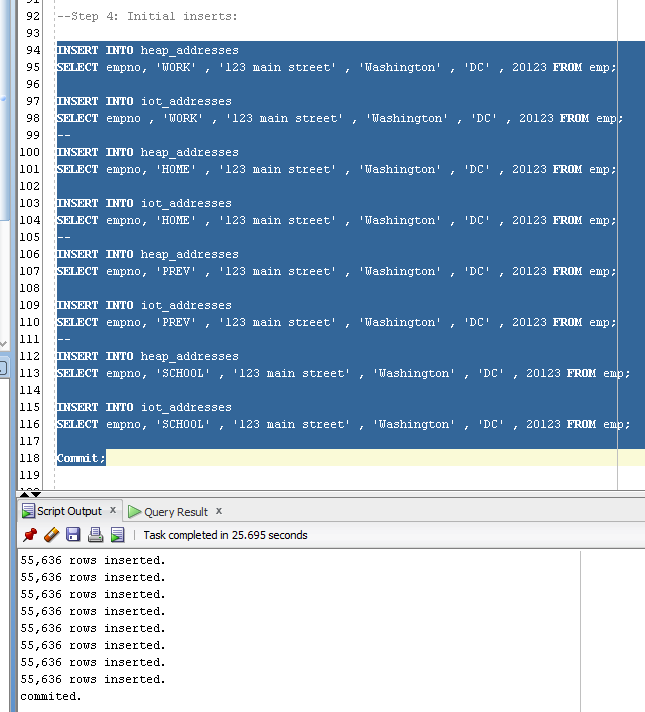 91
92 --Step 4: Initial inserts:
93
94 INSERT INTO heap_addresses
95 SELECT empno, 'WORK' , '123 main street' , 'Washington' , 'DC' , 20123 FROM emp;
96
97 INSERT INTO iot_addresses
98 SELECT empno , 'WORK' , '123 main street' , 'Washington' , 'DC' , 20123 FROM emp;
99 --
100 INSERT INTO heap_addresses
101 SELECT empno, 'HOME' , '123 main street' , 'Washington' , 'DC' , 20123 FROM emp;
102
103 INSERT INTO iot_addresses
104 SELECT empno, 'HOME' , '123 main street' , 'Washington' , 'DC' , 20123 FROM emp;
105 --
106 INSERT INTO heap_addresses
107 SELECT empno, 'PREV' , '123 main street' , 'Washington' , 'DC' , 20123 FROM emp;
108
109 INSERT INTO iot_addresses
110 SELECT empno, 'PREV' , '123 main street' , 'Washington' , 'DC' , 20123 FROM emp;
111 --
112 INSERT INTO heap_addresses
113 SELECT empno, 'SCHOOL' , '123 main street' , 'Washington' , 'DC' , 20123 FROM emp;
114
115 INSERT INTO iot_addresses
116 SELECT empno, 'SCHOOL' , '123 main street' , 'Washington' , 'DC' , 20123 FROM emp;
117
118 Commit;
119
Script Output x Query Result x
Task completed in 25.695 seconds
55,636 rows inserted.
55,636 rows inserted.
55,636 rows inserted.
55,636 rows inserted.
55,636 rows inserted.
55,636 rows inserted.
55,636 rows inserted.
55,636 rows inserted.
commited.